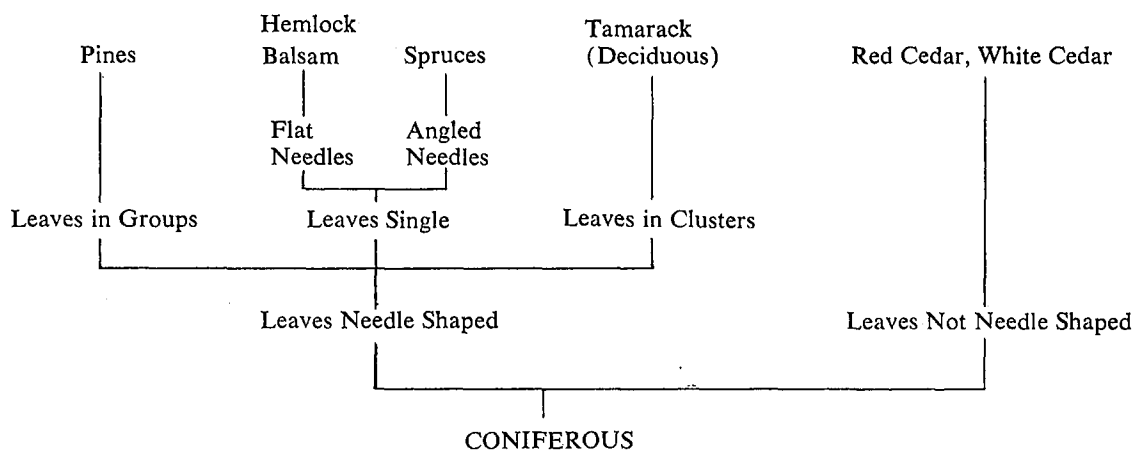 Hemlock
Pines Balsam Spruces Tamarack
(Deciduous) Red Cedar, White Cedar
Flat
Needles
Angled
Needles
Leaves in Groups Leaves Single Leaves in Clusters
Leaves Needle Shaped Leaves Not Needle Shaped
CONIFEROUS